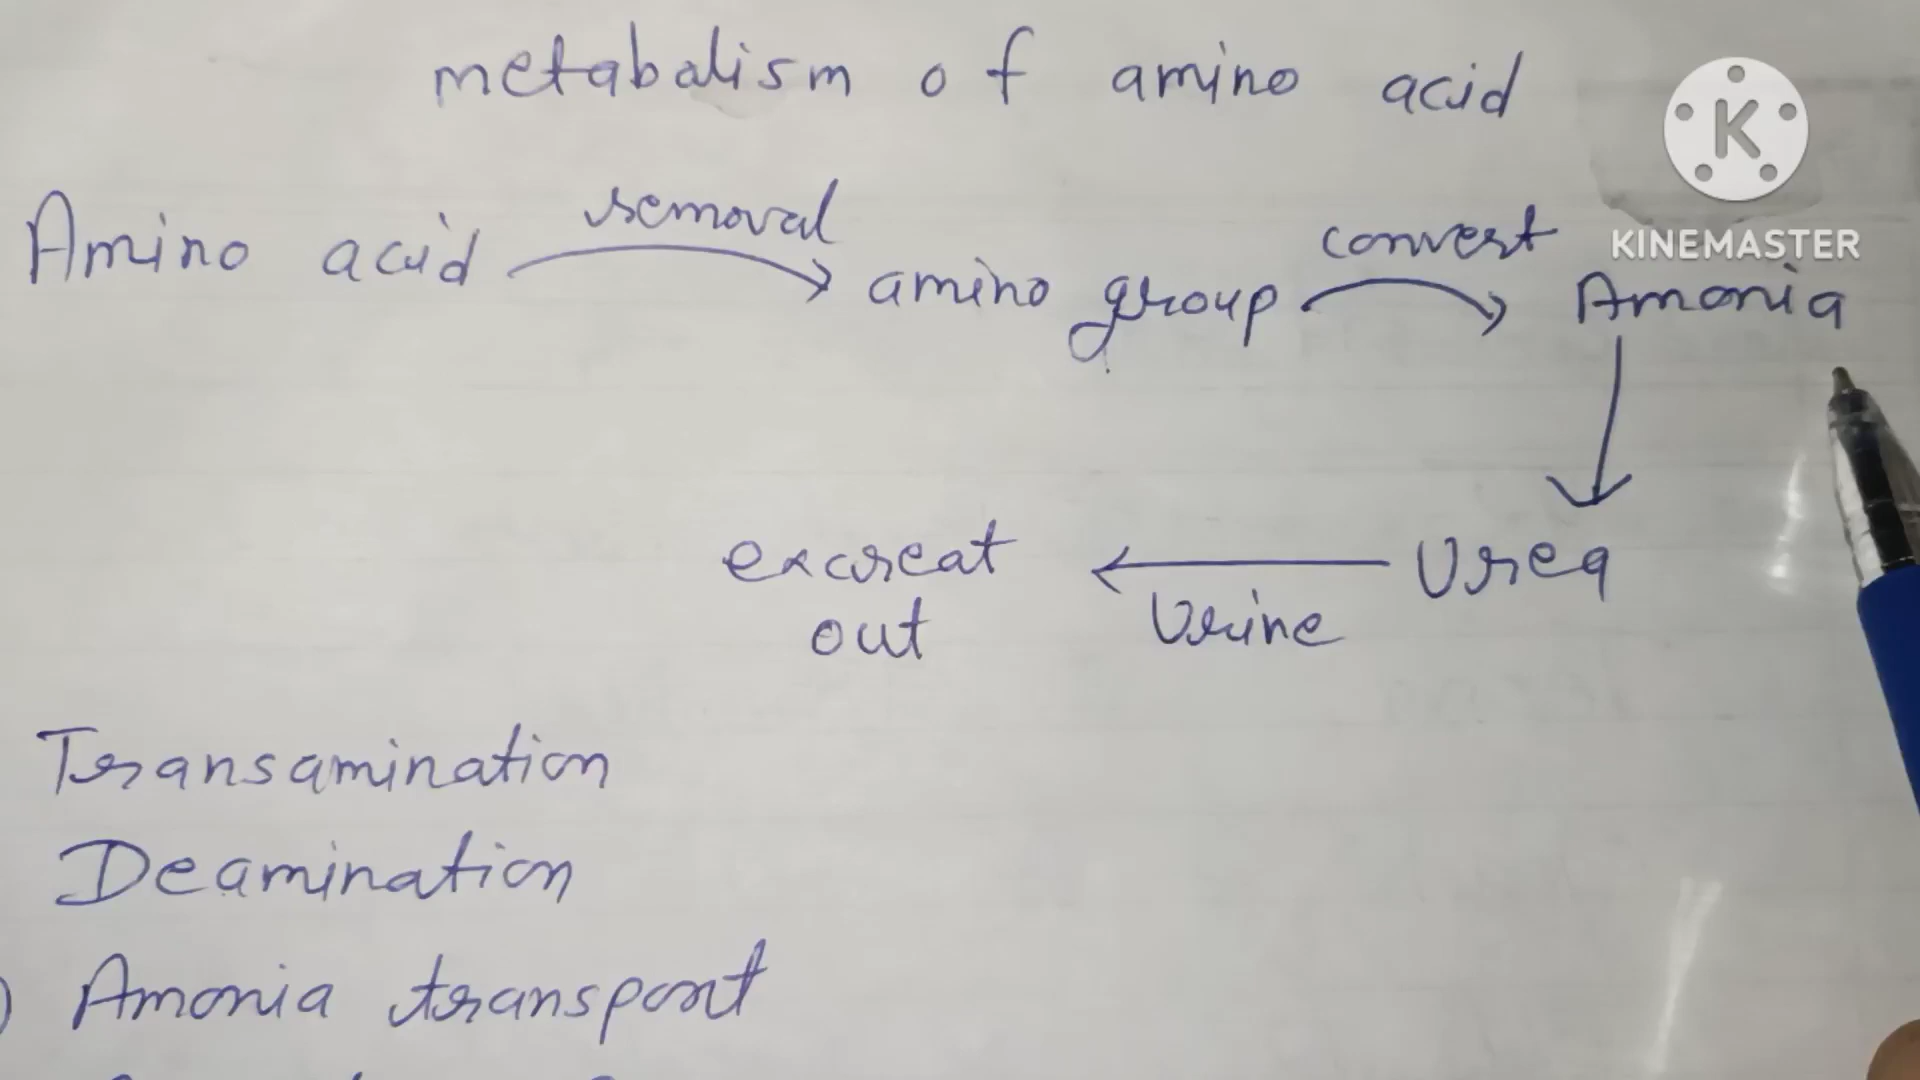 metabalism of amino acid
K
KINEMASTER
Amino acid removal amino group convert Amonia
Urea
Urine
excreat
out
Transamination
Deamination
) Amonia transport